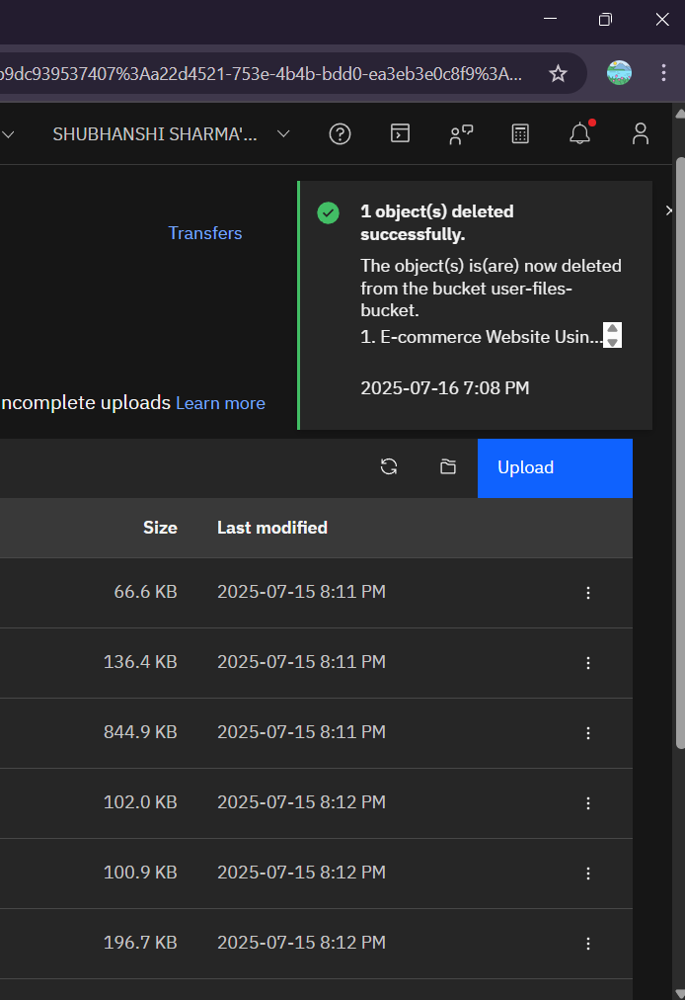 b9dc939537407%3Aa22d4521-753e-4b4b-bdd0-ea3eb3e0c8f9%3A...
SHUBHANSHI SHARMA'...
Transfers
1 object(s) deleted
successfully.
The object(s) is(are) now deleted
from the bucket user-files-
bucket.
1. E-commerce Website Usin...
2025-07-16 7:08 PM
ncomplete uploads Learn more
Upload
Size Last modified
66.6 KB 2025-07-15 8:11 PM
136.4 KB 2025-07-15 8:11 PM
844.9 KB 2025-07-15 8:11 PM
102.0 KB 2025-07-15 8:12 PM
100.9 KB 2025-07-15 8:12 PM
196.7 KB 2025-07-15 8:12 PM